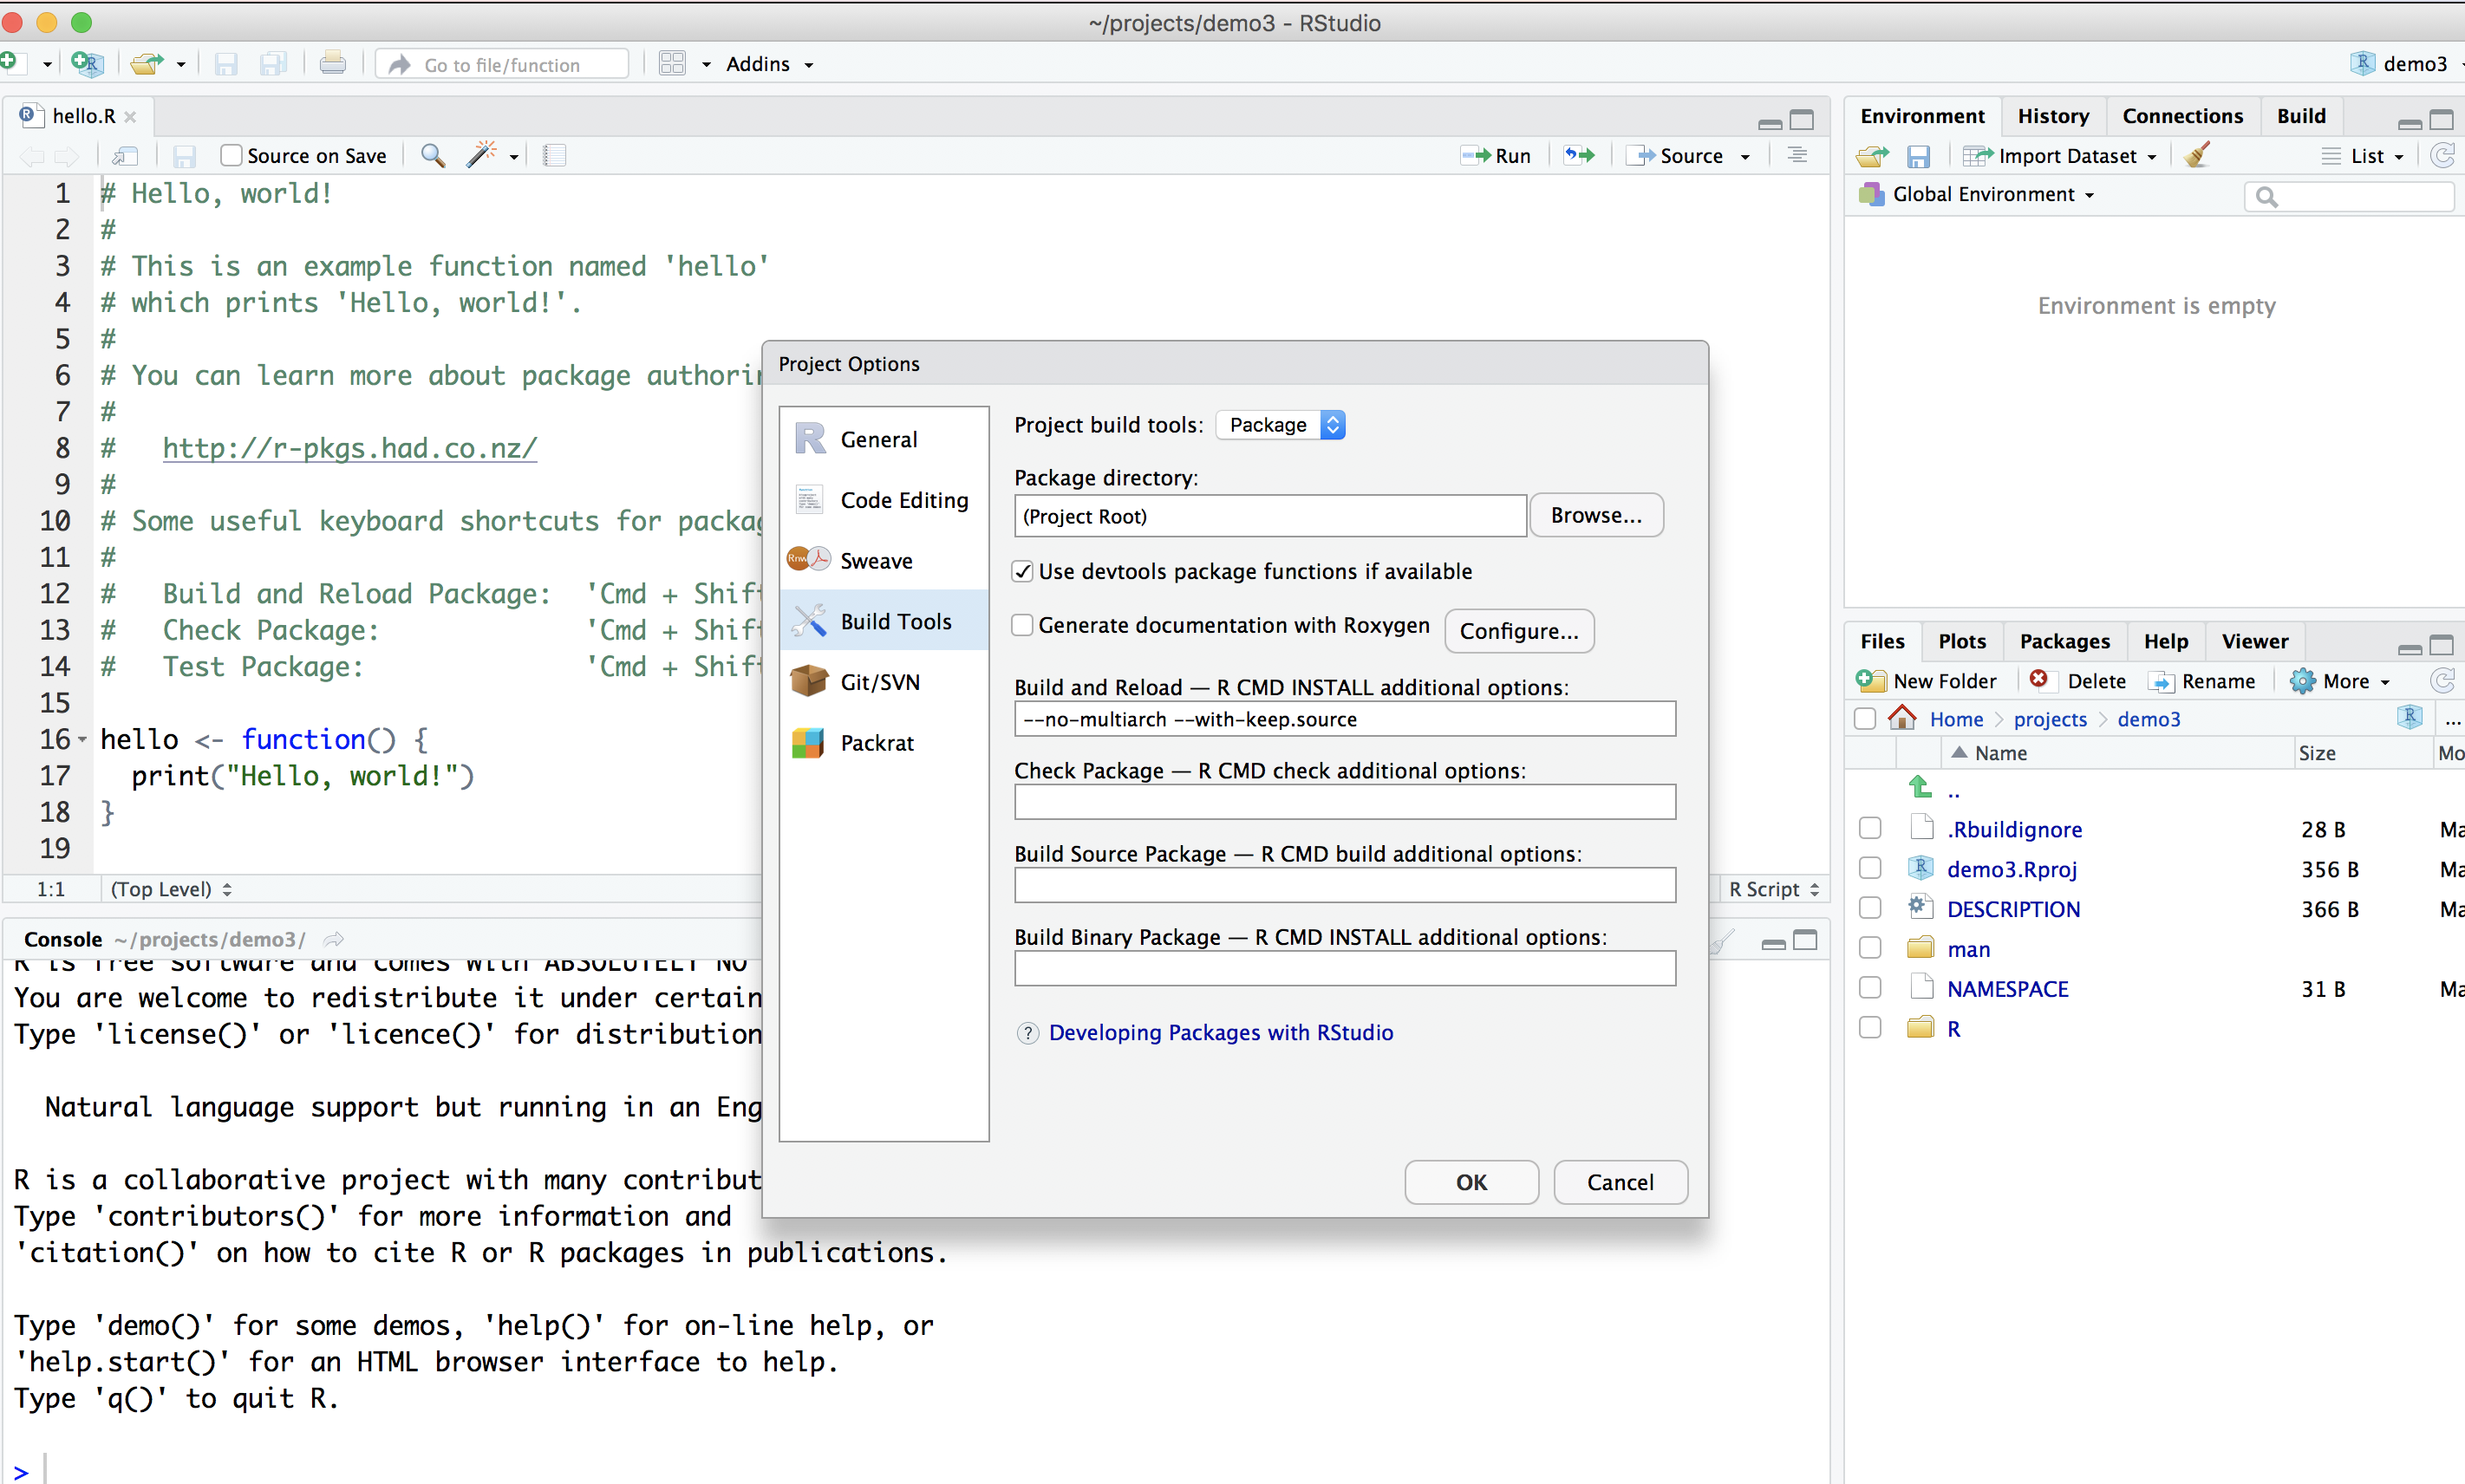 ~/projects/demo3 - RStudio
Go to file/function
Addins
demo3
hello.R
Source on Save
Run
Source
1 # Hello, world!
2 #
3 # This is an example function named 'hello'
4 # which prints 'Hello, world!'.
5 #
6 # You can learn more about package
7 #
8 # http://r-pkgs.had.co.nz/
9 #
10 # Some useful keyboard shortcuts for
11 #
12 # Build and Reload Package: 'Cmd +
13 # Check Package: 'Cmd +
14 # Test Package: 'Cmd +
15
16 hello <- function() {
17 print("Hello, world!")
18 }
19
1:1 (Top Level)
R Script
Console ~/projects/demo3/
R is free software and comes with ABSOLUTELY NO
You are welcome to redistribute it under certain
Type 'license()' or 'licence()' for distribution
Natural language support but running in an
R is a collaborative project with many
Type 'contributors()' for more information and
'citation()' on how to cite R or R packages in publications.
Type 'demo()' for some demos, 'help()' for on-line help, or
'help.start()' for an HTML browser interface to help.
Type 'q()' to quit R.
>
Project Options
General
Code Editing
Sweave
Build Tools
Git/SVN
Packrat
Project build tools: Package
Package directory:
(Project Root)
Browse...
Use devtools package functions if available
Generate documentation with Roxygen
Configure...
Build and Reload — R CMD INSTALL additional options:
--no-multiarch --with-keep.source
Check Package — R CMD check additional options:
Build Source Package — R CMD build additional options:
Build Binary Package — R CMD INSTALL additional options:
? Developing Packages with RStudio
OK
Cancel
Environment History Connections Build
Import Dataset
List
Global Environment
Environment is empty
Files Plots Packages Help Viewer
New Folder Delete Rename More
Home projects demo3 ...
Name Size
..
.Rbuildignore 28 B
demo3.Rproj 356 B
DESCRIPTION 366 B
man
NAMESPACE 31 B
R